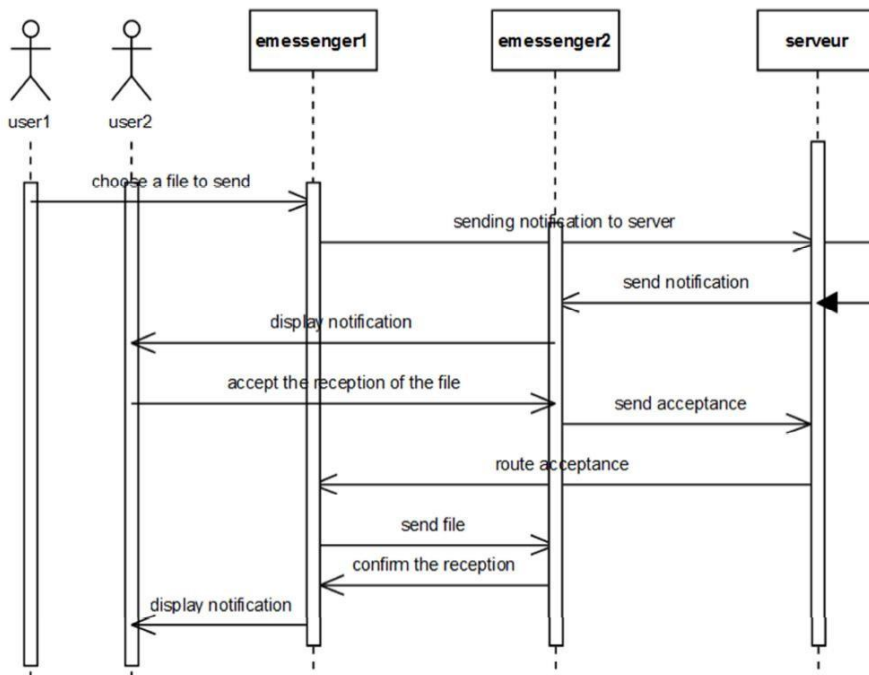 emessenger1
emessenger2
serveur
user1
user2
choose a file to send
sending notification to server
send notification
display notification
accept the reception of the file
send acceptance
route acceptance
send file
confirm the reception
display notification